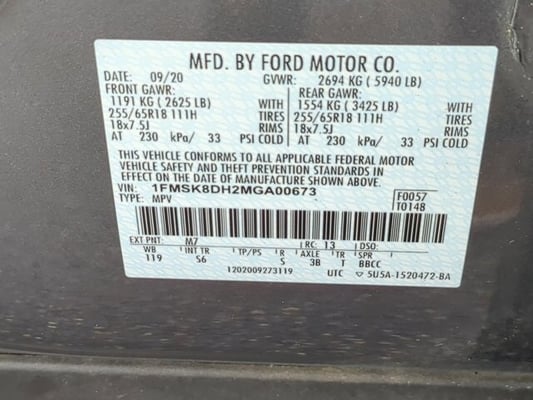 MFD. BY FORD MOTOR CO.
DATE: 09/20 GVWR: 2694 KG ( 5940 LB)
FRONT GAWR: REAR GAWR:
1191 KG ( 2625 LB) WITH 1554 KG ( 3425 LB) WITH
255/65R18 111H TIRES 255/65R18 111H TIRES
18x7.5J RIMS 18x7.5J RIMS
AT 230 kPa/ 33 PSI COLD AT 230 kPa/ 33 PSI COLD
THIS VEHICLE CONFORMS TO ALL APPLICABLE FEDERAL MOTOR
VEHICLE SAFETY AND THEFT PREVENTION STANDARDS IN
EFFECT ON THE DATE OF MANUFACTURE SHOWN ABOVE.
VIN: 1FMSK8DH2MGA00673 F0057
TYPE: MPV T0148
EXT PNT: M7 RC: 13 DSO:
WB INT TR TP/PS R AXLE TR SPR
119 S6 S 3B T BBCC
1202009273119 UTC 5U5A-1520472-BA